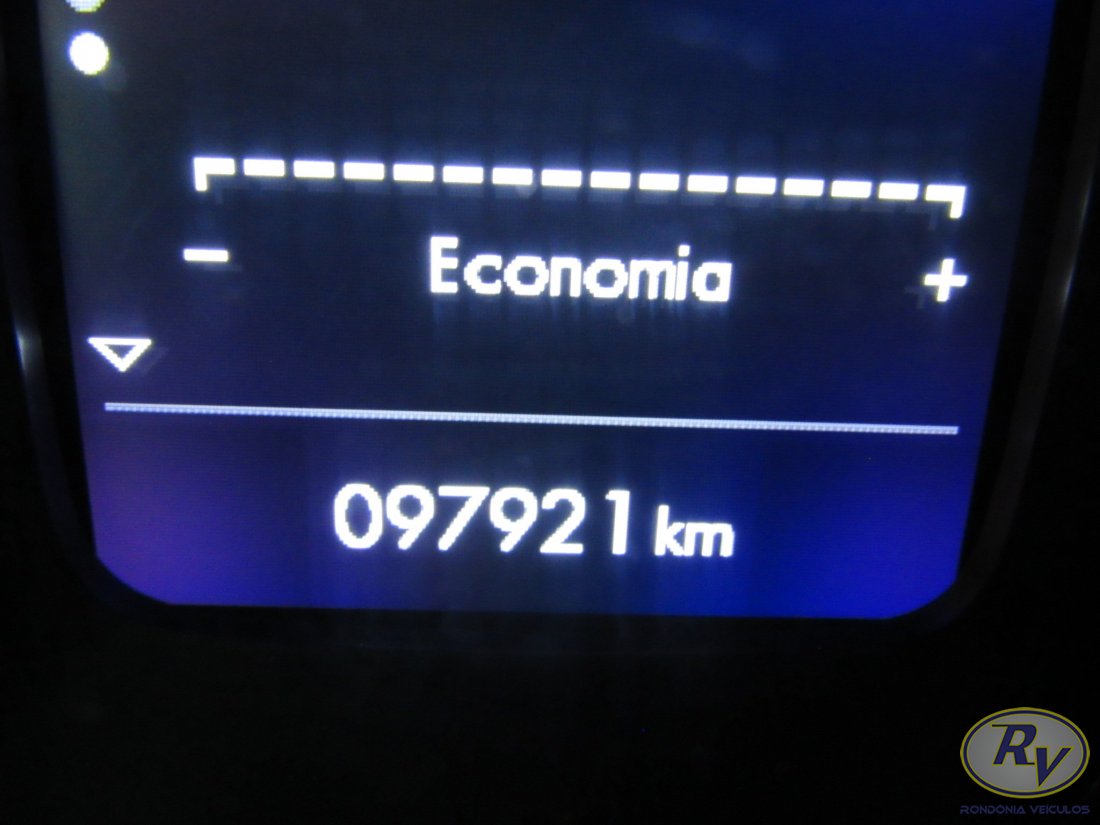 - Economia +
097921 km
RV
RONDÔNIA VEÍCULOS